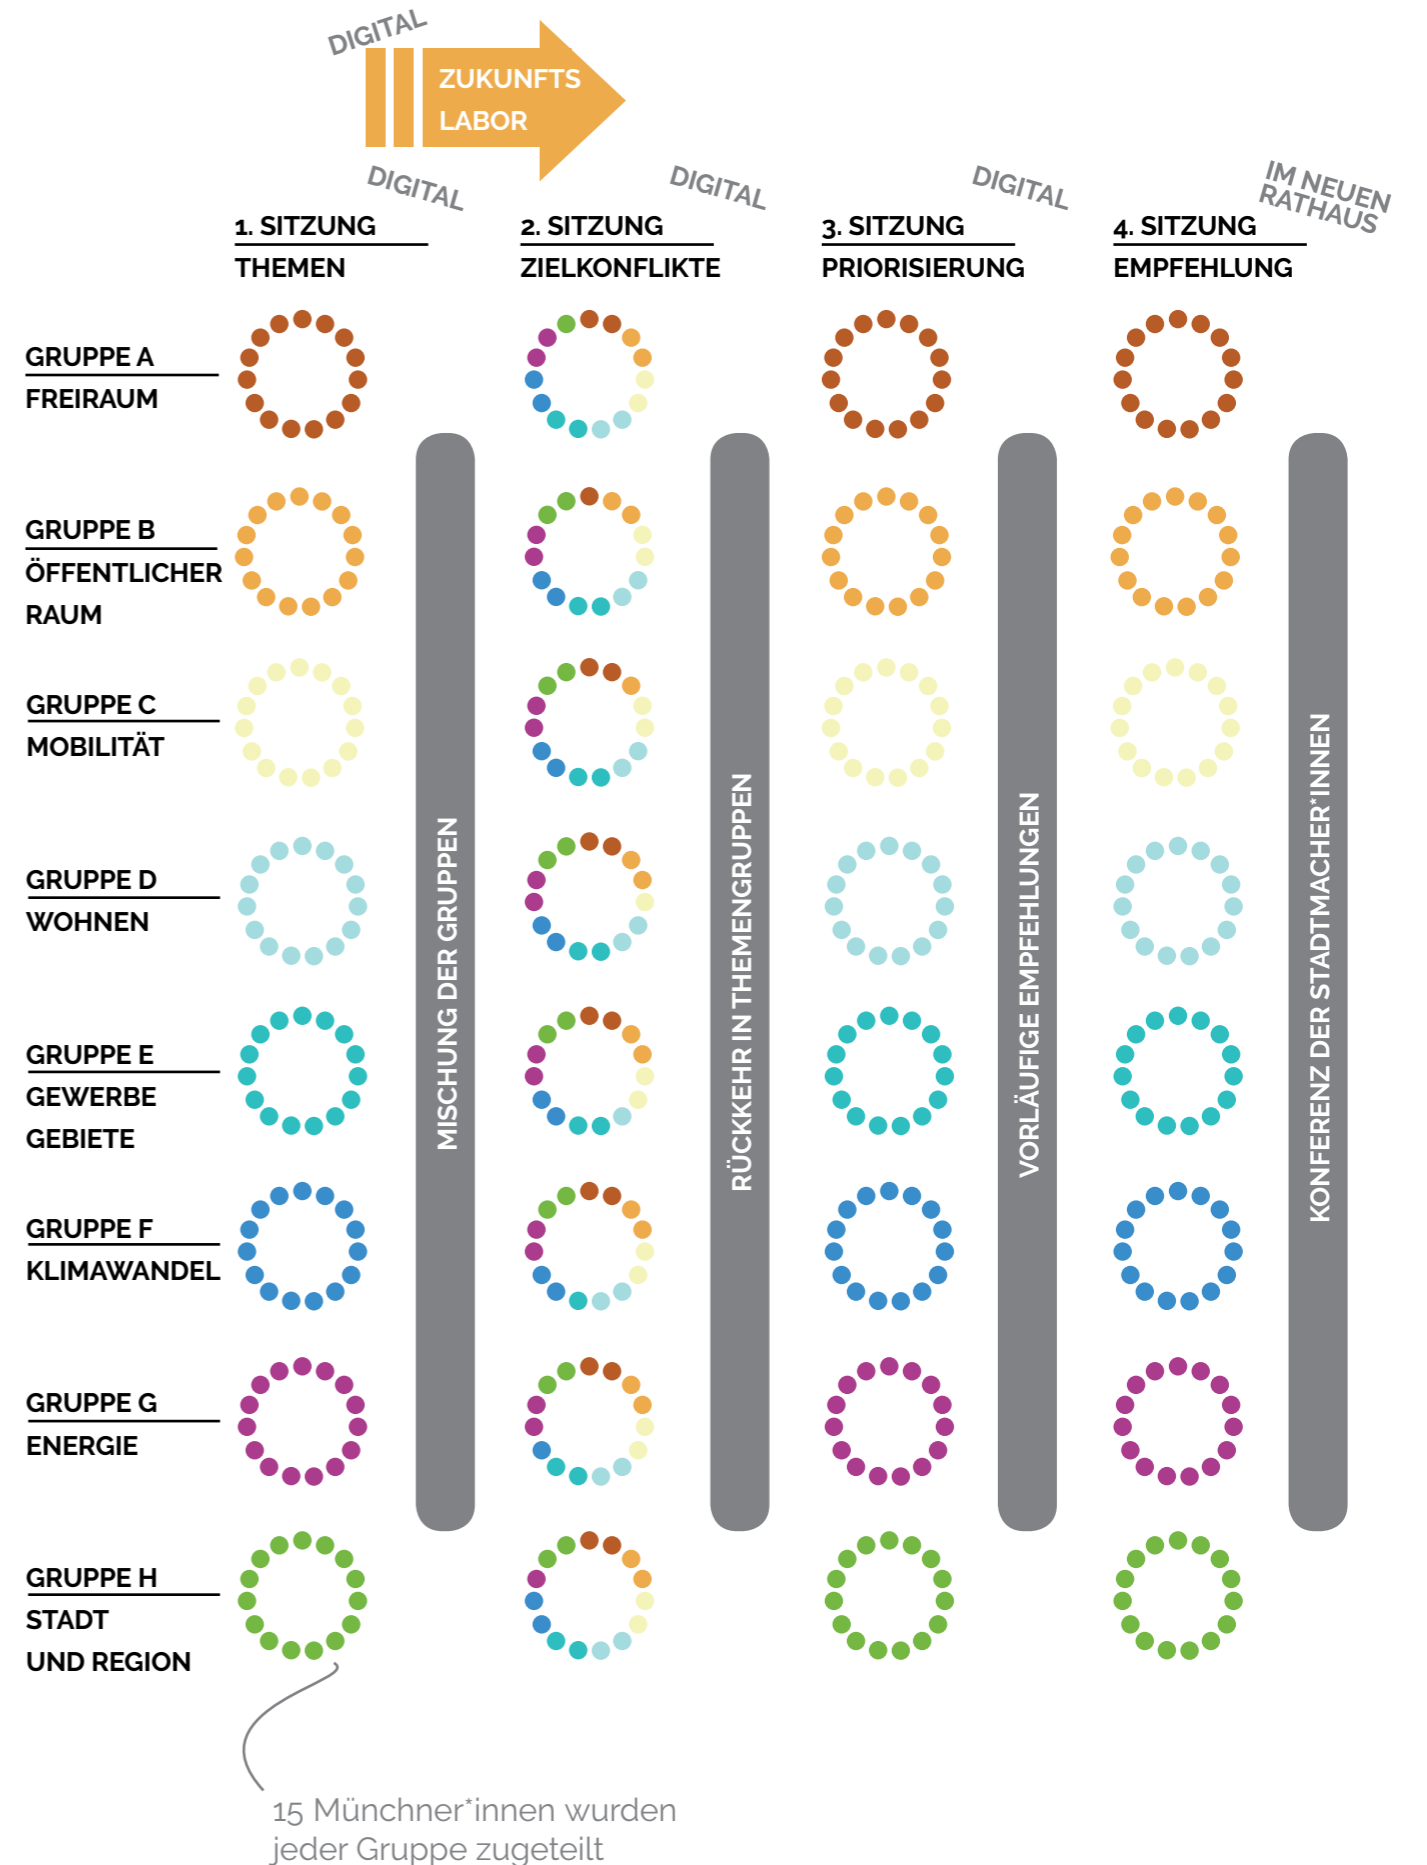 DIGITAL
ZUKUNFTS
LABOR
DIGITAL
DIGITAL
DIGITAL
IM NEUEN
RATHAUS
1. SITZUNG
THEMEN
2. SITZUNG
ZIELKONFLIKTE
3. SITZUNG
PRIORISIERUNG
4. SITZUNG
EMPFEHLUNG
GRUPPE A
FREIRAUM
GRUPPE B
ÖFFENTLICHER
RAUM
GRUPPE C
MOBILITÄT
GRUPPE D
WOHNEN
GRUPPE E
GEWERBE
GEBIETE
GRUPPE F
KLIMAWANDEL
GRUPPE G
ENERGIE
GRUPPE H
STADT
UND REGION
MISCHUNG DER GRUPPEN
RÜCKKEHR IN THEMENGRUPPEN
VORLÄUFIGE EMPFEHLUNGEN
KONFERENZ DER STADTMACHER*INNEN
15 Münchner*innen wurden
jeder Gruppe zugeteilt